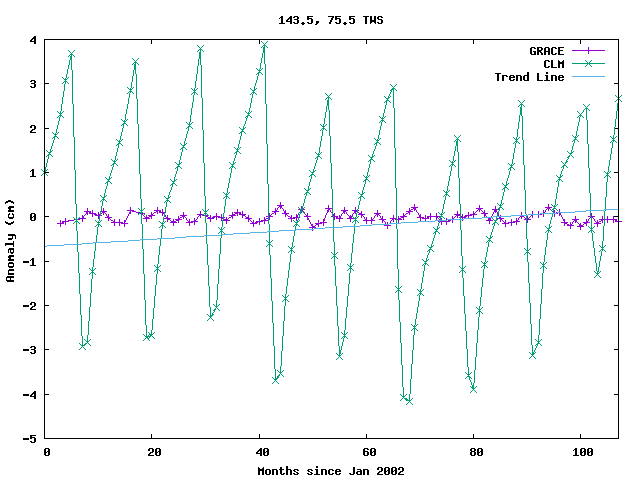 143.5, 75.5 TWS
GRACE
CLM
Trend Line
4
3
2
1
0
-1
-2
-3
-4
-5
Anomaly (cm)
0 20 40 60 80 100
Months since Jan 2002